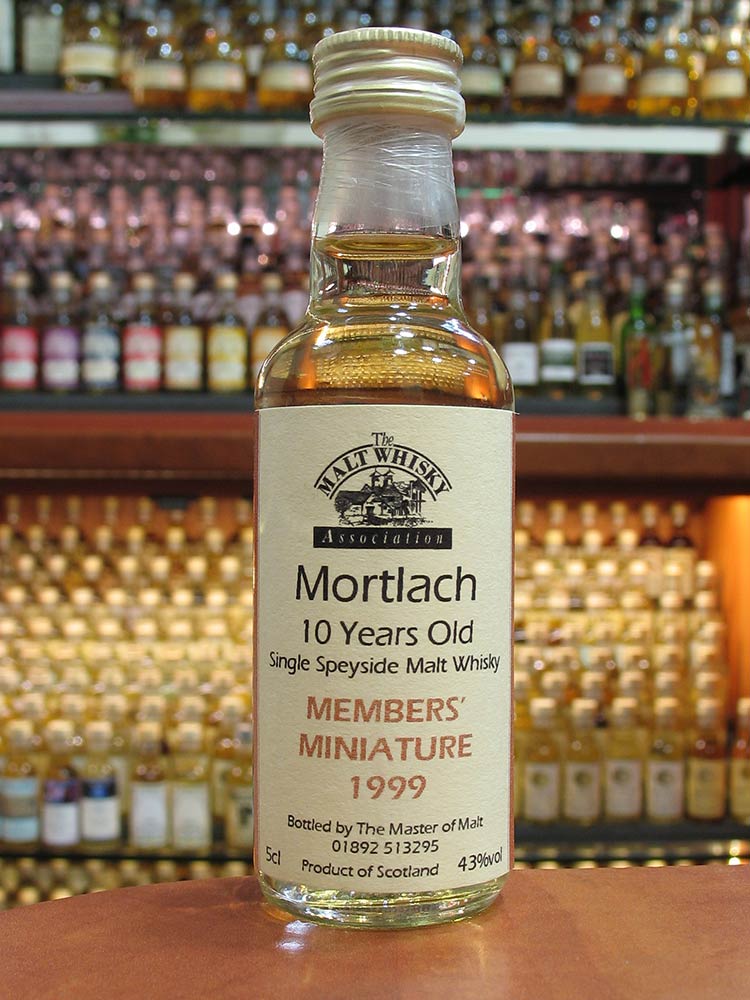 The
MALT WHISKY
Association
Mortlach
10 Years Old
Single Speyside Malt Whisky
MEMBERS'
MINIATURE
1999
Bottled by The Master of Malt
01892 513295
5cl Product of Scotland 43%vol